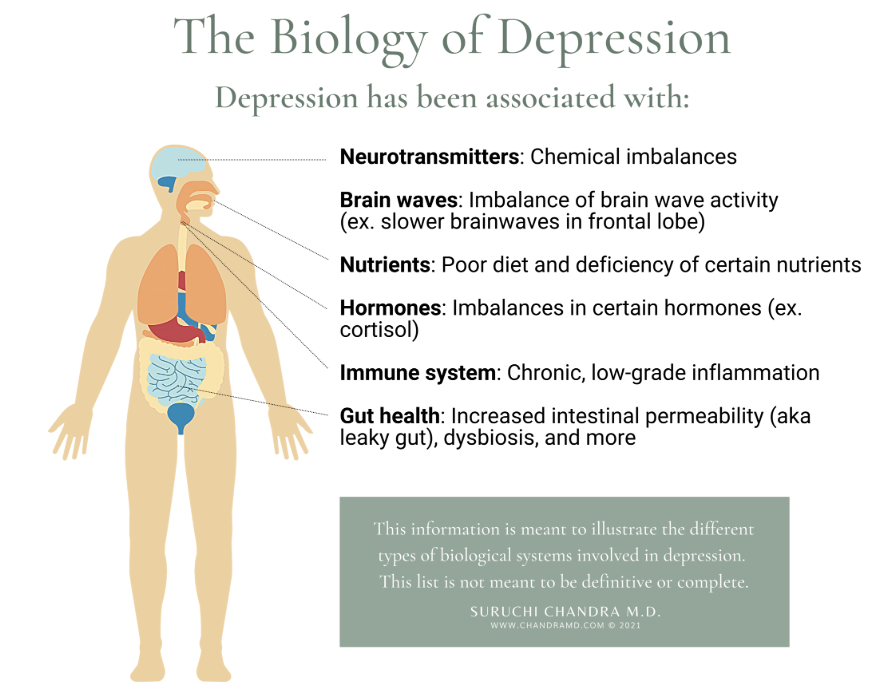 The Biology of Depression
Depression has been associated with:
Neurotransmitters: Chemical imbalances
Brain waves: Imbalance of brain wave activity
(ex. slower brainwaves in frontal lobe)
Nutrients: Poor diet and deficiency of certain nutrients
Hormones: Imbalances in certain hormones (ex.
cortisol)
Immune system: Chronic, low-grade inflammation
Gut health: Increased intestinal permeability (aka
leaky gut), dysbiosis, and more
This information is meant to illustrate the different
types of biological systems involved in depression.
This list is not meant to be definitive or complete.
SURUCHI CHANDRA M.D.
WWW.CHANDRAMD.COM © 2021